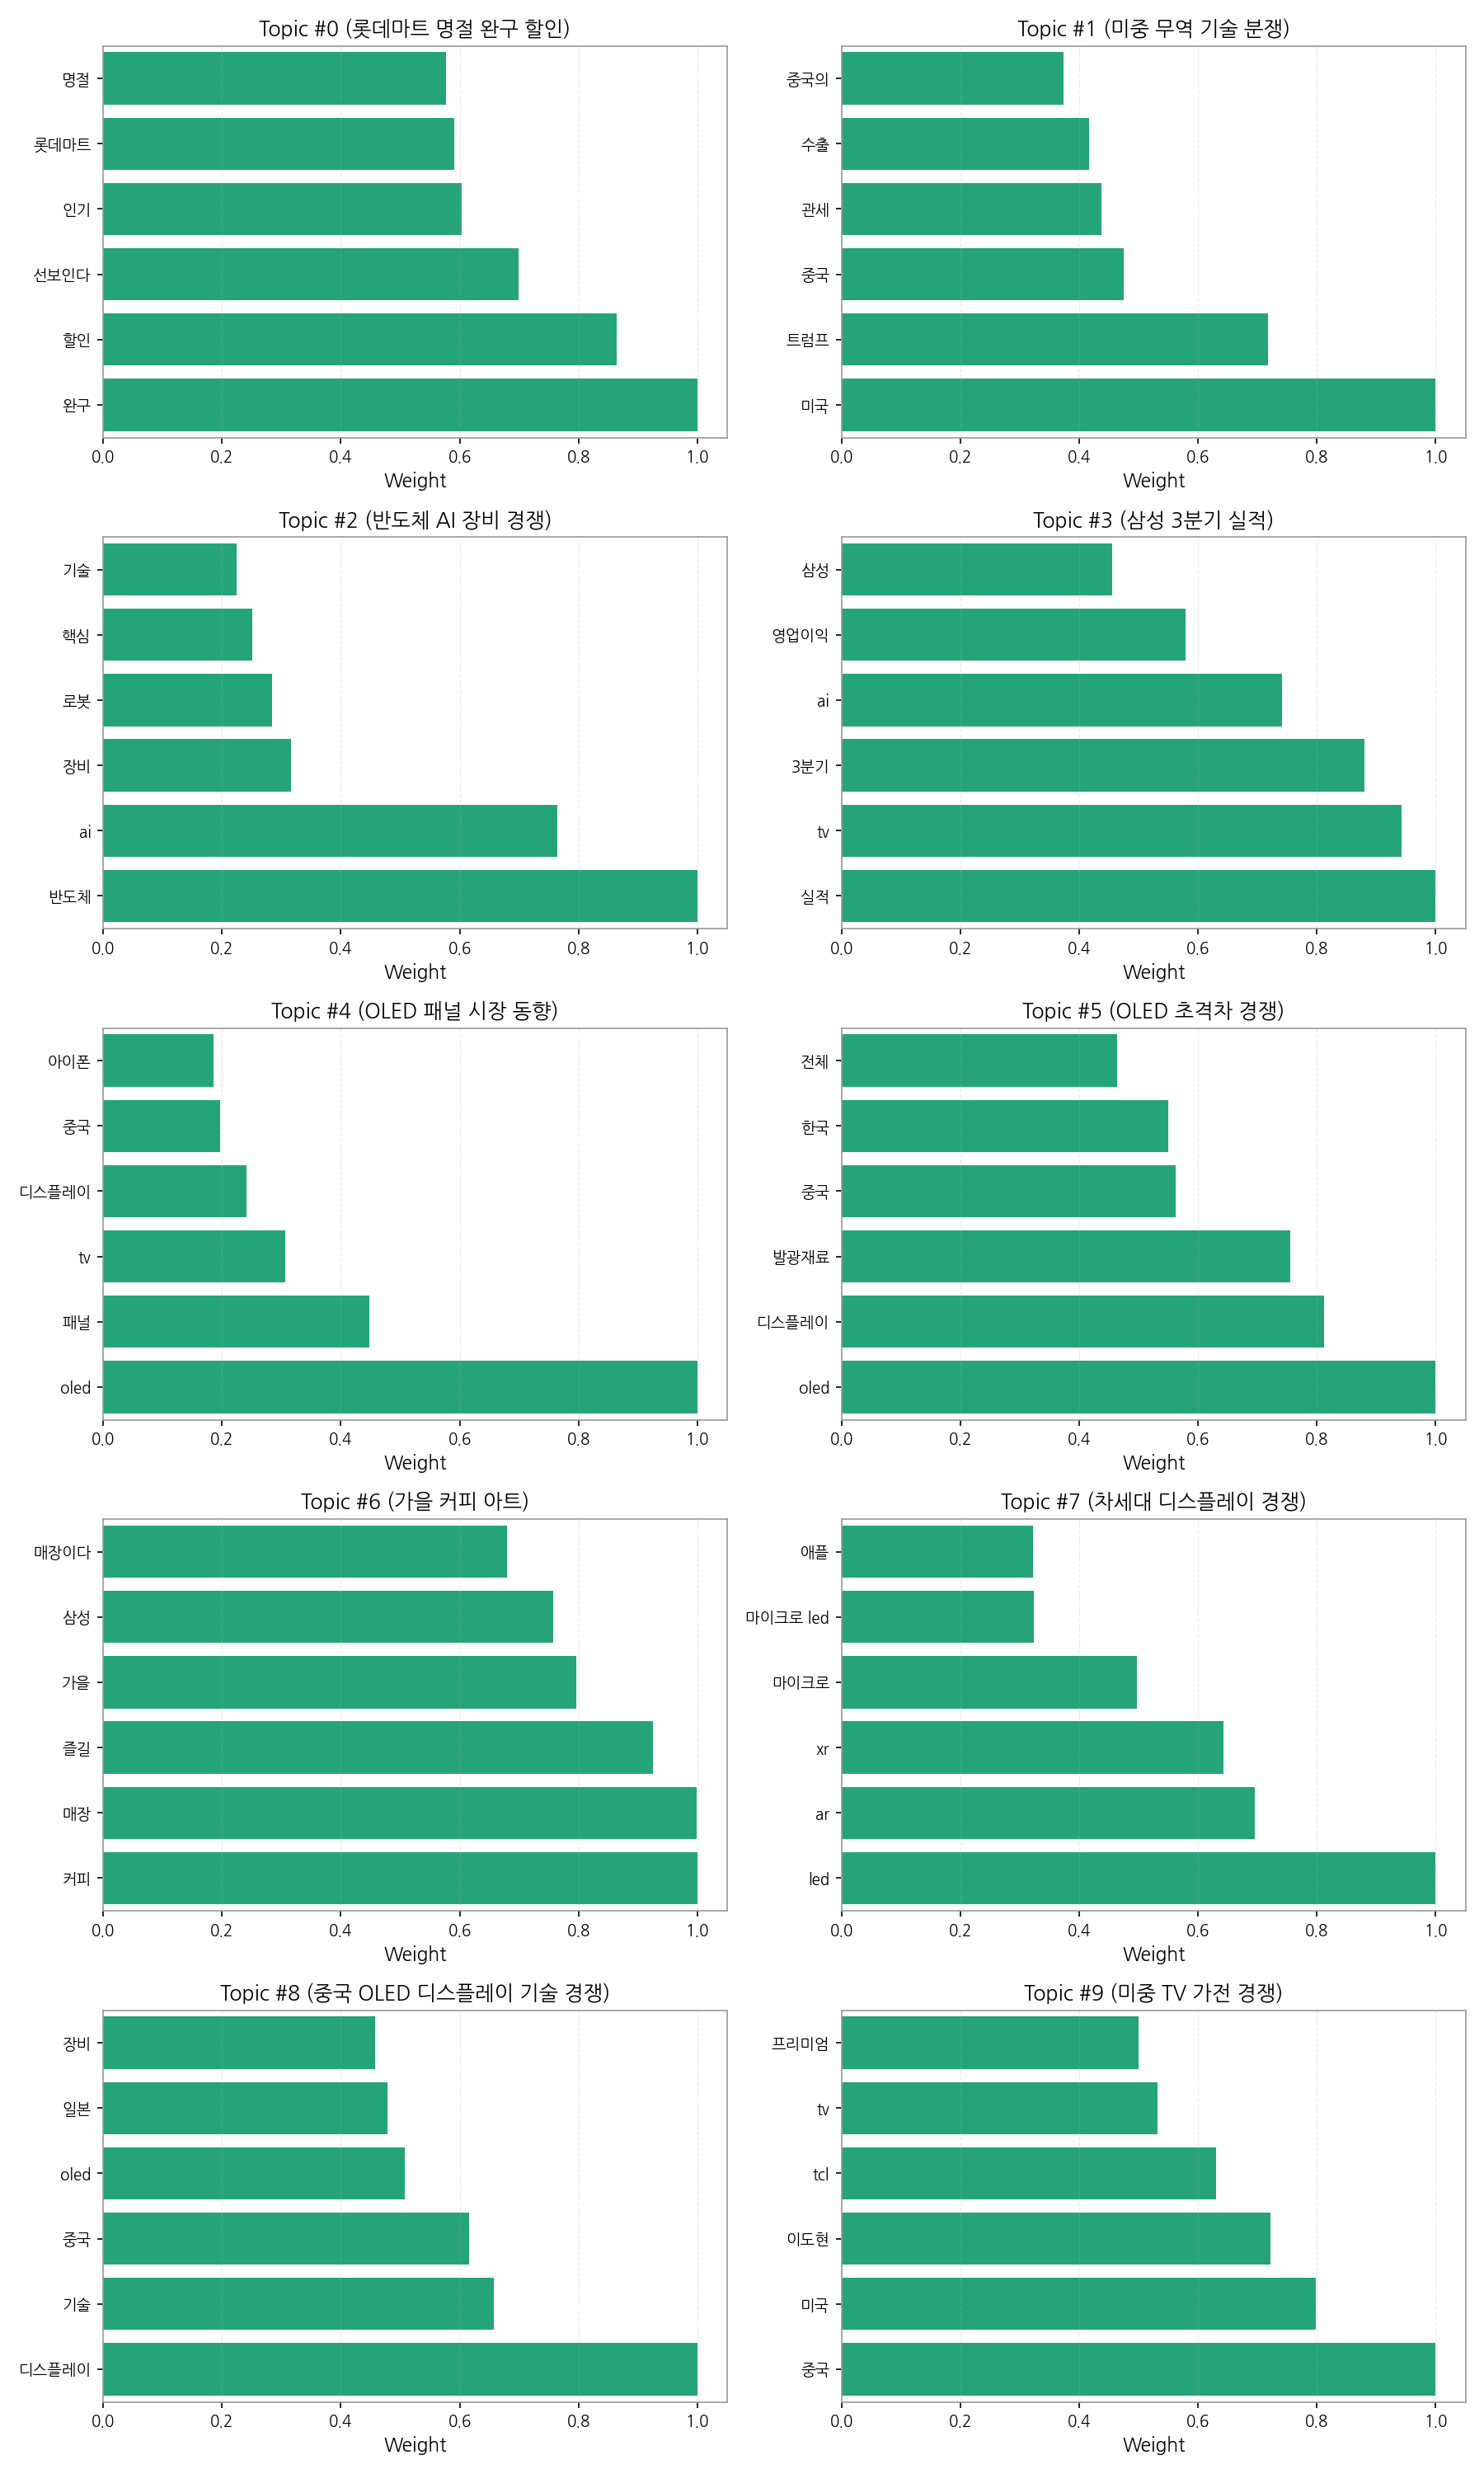 Topic #0 (롯데마트 명절 완구 할인)
명절
롯데마트
인기
선보인다
할인
완구
0.0 0.2 0.4 0.6 0.8 1.0
Weight
Topic #1 (미중 무역 기술 분쟁)
중국의
수출
관세
중국
트럼프
미국
0.0 0.2 0.4 0.6 0.8 1.0
Weight
Topic #2 (반도체 AI 장비 경쟁)
기술
핵심
로봇
장비
ai
반도체
0.0 0.2 0.4 0.6 0.8 1.0
Weight
Topic #3 (삼성 3분기 실적)
삼성
영업이익
ai
3분기
tv
실적
0.0 0.2 0.4 0.6 0.8 1.0
Weight
Topic #4 (OLED 패널 시장 동향)
아이폰
중국
디스플레이
tv
패널
oled
0.0 0.2 0.4 0.6 0.8 1.0
Weight
Topic #5 (OLED 초격차 경쟁)
전체
한국
중국
발광재료
디스플레이
oled
0.0 0.2 0.4 0.6 0.8 1.0
Weight
Topic #6 (가을 커피 아트)
매장이다
삼성
가을
즐길
매장
커피
0.0 0.2 0.4 0.6 0.8 1.0
Weight
Topic #7 (차세대 디스플레이 경쟁)
애플
마이크로 led
마이크로
xr
ar
led
0.0 0.2 0.4 0.6 0.8 1.0
Weight
Topic #8 (중국 OLED 디스플레이 기술 경쟁)
장비
일본
oled
중국
기술
디스플레이
0.0 0.2 0.4 0.6 0.8 1.0
Weight
Topic #9 (미중 TV 가전 경쟁)
프리미엄
tv
tcl
이도현
미국
중국
0.0 0.2 0.4 0.6 0.8 1.0
Weight